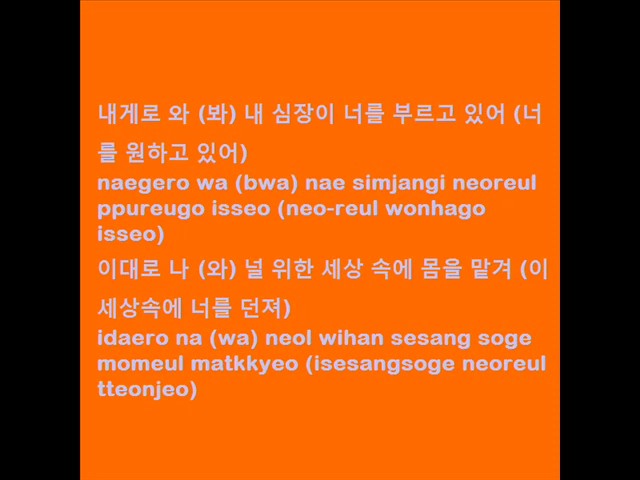 내게로 와 (봐) 내 심장이 너를 부르고 있어 (너
를 원하고 있어)
naegero wa (bwa) nae simjangi neoreul
ppureugo isseo (neo-reul wonhago
isseo)
이대로 나 (와) 널 위한 세상 속에 몸을 맡겨 (이
세상속에 너를 던져)
idaero na (wa) neol wihan sesang soge
momeul matkkyeo (isesangsoge neoreul
tteonjeo)